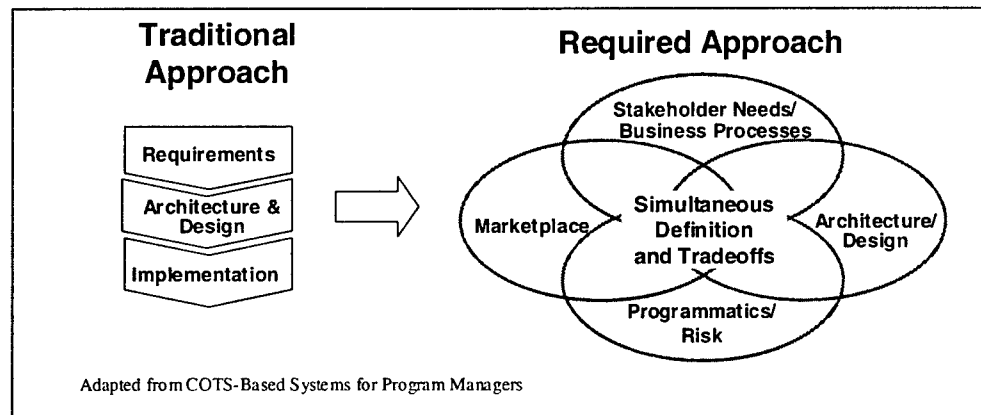 Traditional
Approach
Requirements
Architecture &
Design
Implementation
Required Approach
Stakeholder Needs/
Business Processes
Marketplace
Simultaneous
Definition
and Tradeoffs
Architecture/
Design
Programmatics/
Risk
Adapted from COTS-Based Systems for Program Managers